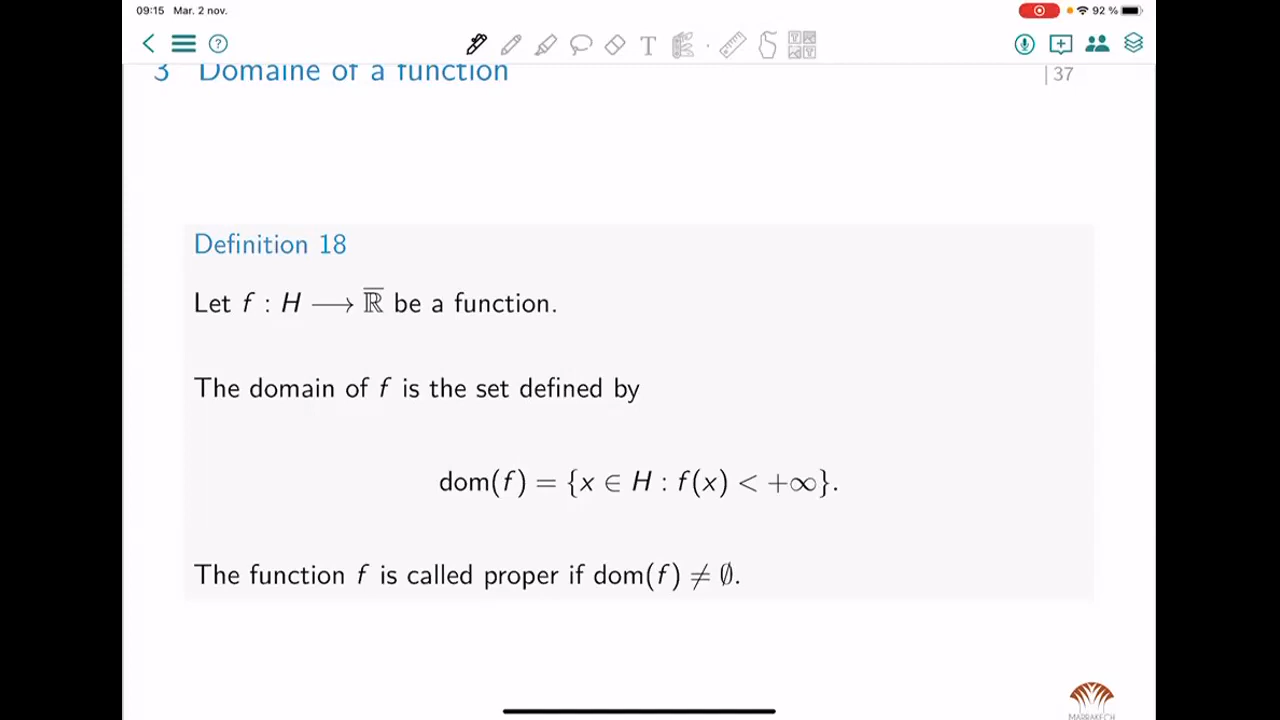 09:15 Mar. 2 nov.
92 %
3 Domaine of a function
| 37
Definition 18
Let f : H ⟶ ℝ̅ be a function.
The domain of f is the set defined by
dom(f) = {x ∈ H : f(x) < +∞}.
The function f is called proper if dom(f) ≠ ∅.
MARRAKECH